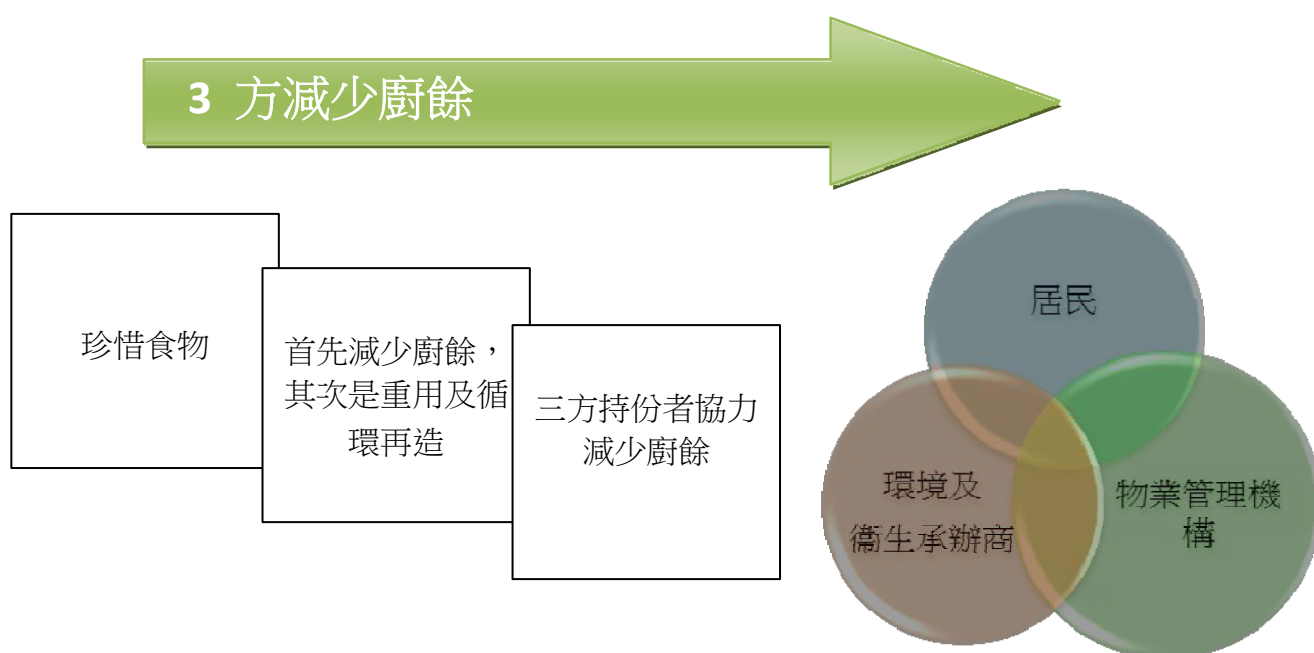 3 方減少廚餘
珍惜食物
首先減少廚餘，
其次是重用及循
環再造
三方持份者協力
減少廚餘
居民
環境及
衞生承辦商
物業管理機
構